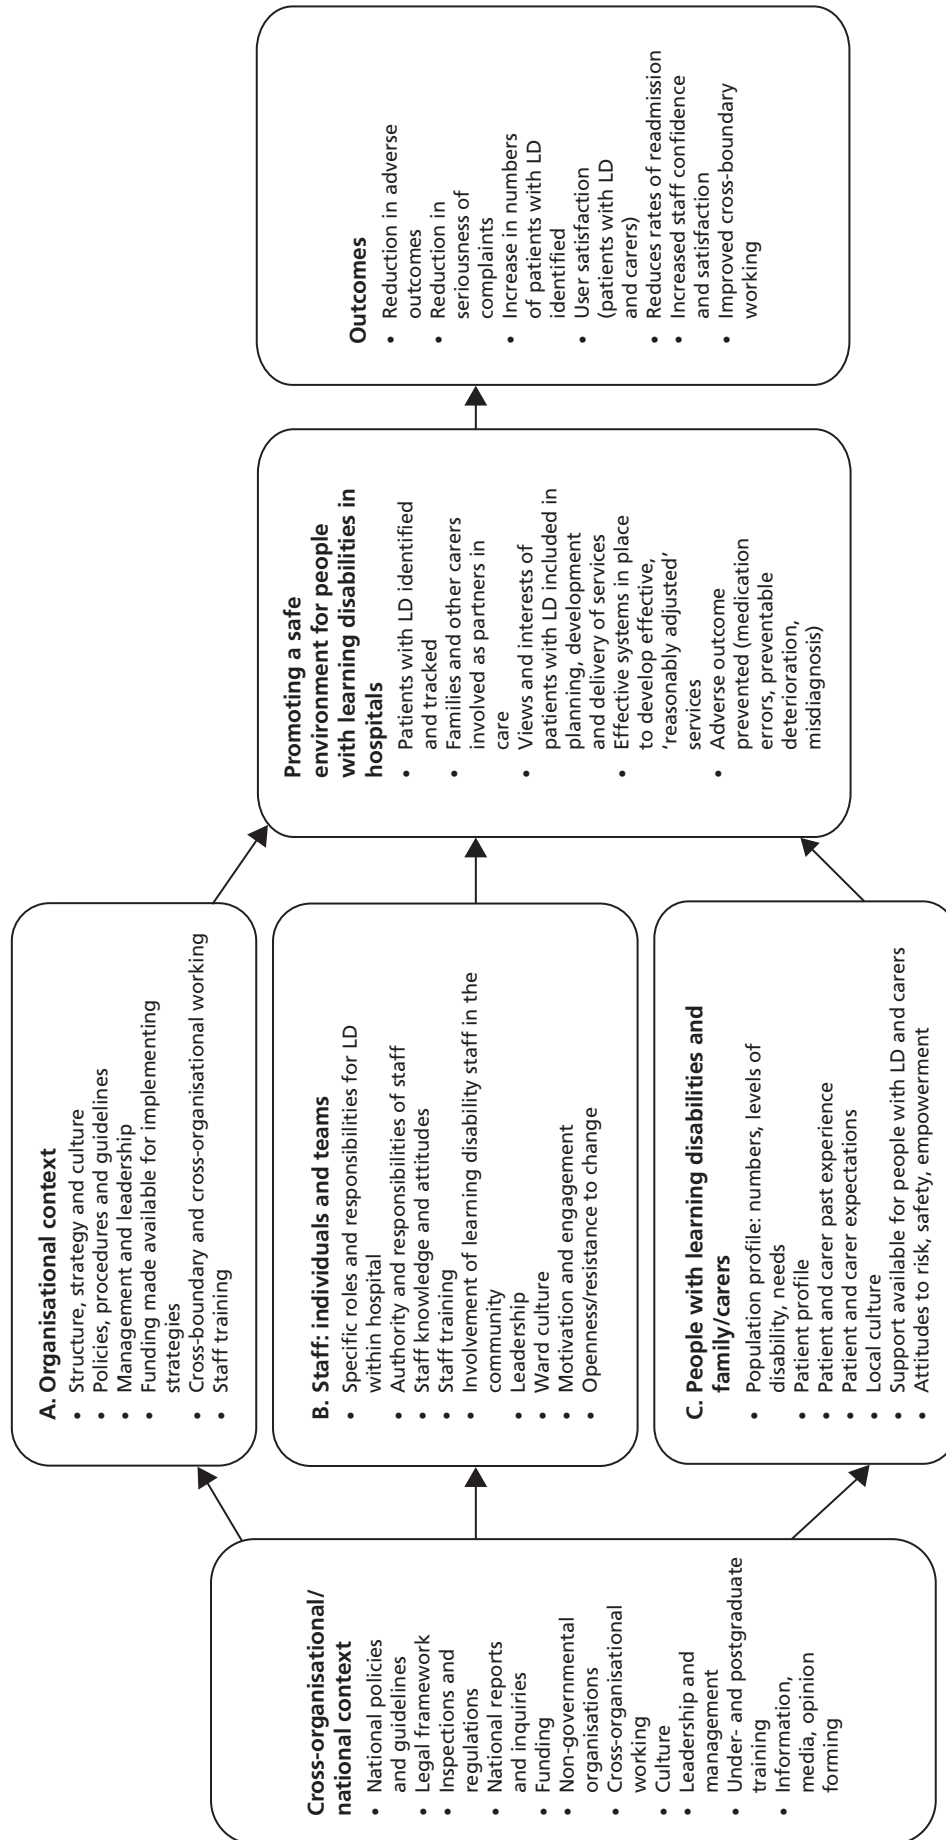 Cross-organisational/
national context
• National policies
and guidelines
• Legal framework
• Inspections and
regulations
• National reports
and inquiries
• Funding
• Non-governmental
organisations
• Cross-organisational
working
• Culture
• Leadership and
management
• Under- and postgraduate
training
• Information,
media, opinion
forming
A. Organisational context
• Structure, strategy and culture
• Policies, procedures and guidelines
• Management and leadership
• Funding made available for implementing
strategies
• Cross-boundary and cross-organisational working
• Staff training
B. Staff: individuals and teams
• Specific roles and responsibilities for LD
within hospital
• Authority and responsibilities of staff
• Staff knowledge and attitudes
• Staff training
• Involvement of learning disability staff in the
community
• Leadership
• Ward culture
• Motivation and engagement
• Openness/resistance to change
C. People with learning disabilities and
family/carers
• Population profile: numbers, levels of
disability, needs
• Patient profile
• Patient and carer past experience
• Patient and carer expectations
• Local culture
• Support available for people with LD and carers
• Attitudes to risk, safety, empowerment
Promoting a safe
environment for people
with learning disabilities in
hospitals
• Patients with LD identified
and tracked
• Families and other carers
involved as partners in
care
• Views and interests of
patients with LD included in
planning, development
and delivery of services
• Effective systems in place
to develop effective,
‘reasonably adjusted’
services
• Adverse outcome
prevented (medication
errors, preventable
deterioration,
misdiagnosis)
Outcomes
• Reduction in adverse
outcomes
• Reduction in
seriousness of
complaints
• Increase in numbers
of patients with LD
identified
• User satisfaction
(patients with LD
and carers)
• Reduces rates of readmission
• Increased staff confidence
and satisfaction
• Improved cross-boundary
working